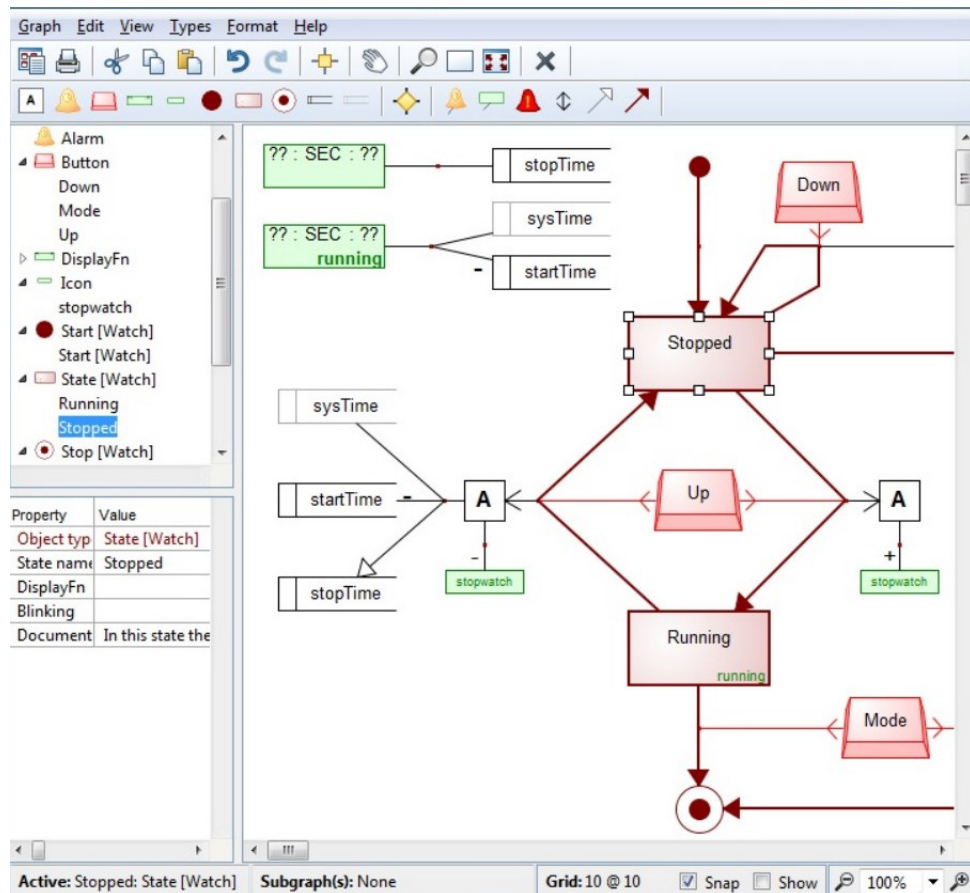 Graph Edit View Types Format Help
A
Alarm
Button
Down
Mode
Up
DisplayFn
Icon
stopwatch
Start [Watch]
Start [Watch]
State [Watch]
Running
Stopped
Stop [Watch]
Property Value
Object typ State [Watch]
State name Stopped
DisplayFn
Blinking
Document In this state the
?? : SEC : ??
stopTime
?? : SEC : ??
running
sysTime
-
startTime
Down
Stopped
sysTime
startTime
-
stopTime
A
-
stopwatch
Up
A
+
stopwatch
Running
running
Mode
Active: Stopped: State [Watch] Subgraph(s): None Grid: 10 @ 10 Snap Show 100%